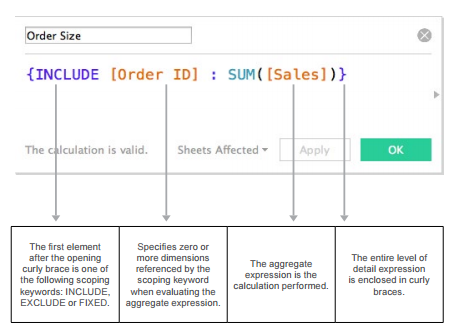 Order Size
{INCLUDE [Order ID] : SUM([Sales])}
The calculation is valid.
Sheets Affected
Apply
OK
The first element
after the opening
curly brace is one of
the following scoping
keywords: INCLUDE,
EXCLUDE or FIXED.
Specifies zero or
more dimensions
referenced by the
scoping keyword
when evaluating the
aggregate expression.
The aggregate
expression is the
calculation performed.
The entire level of
detail expression
is enclosed in curly
braces.